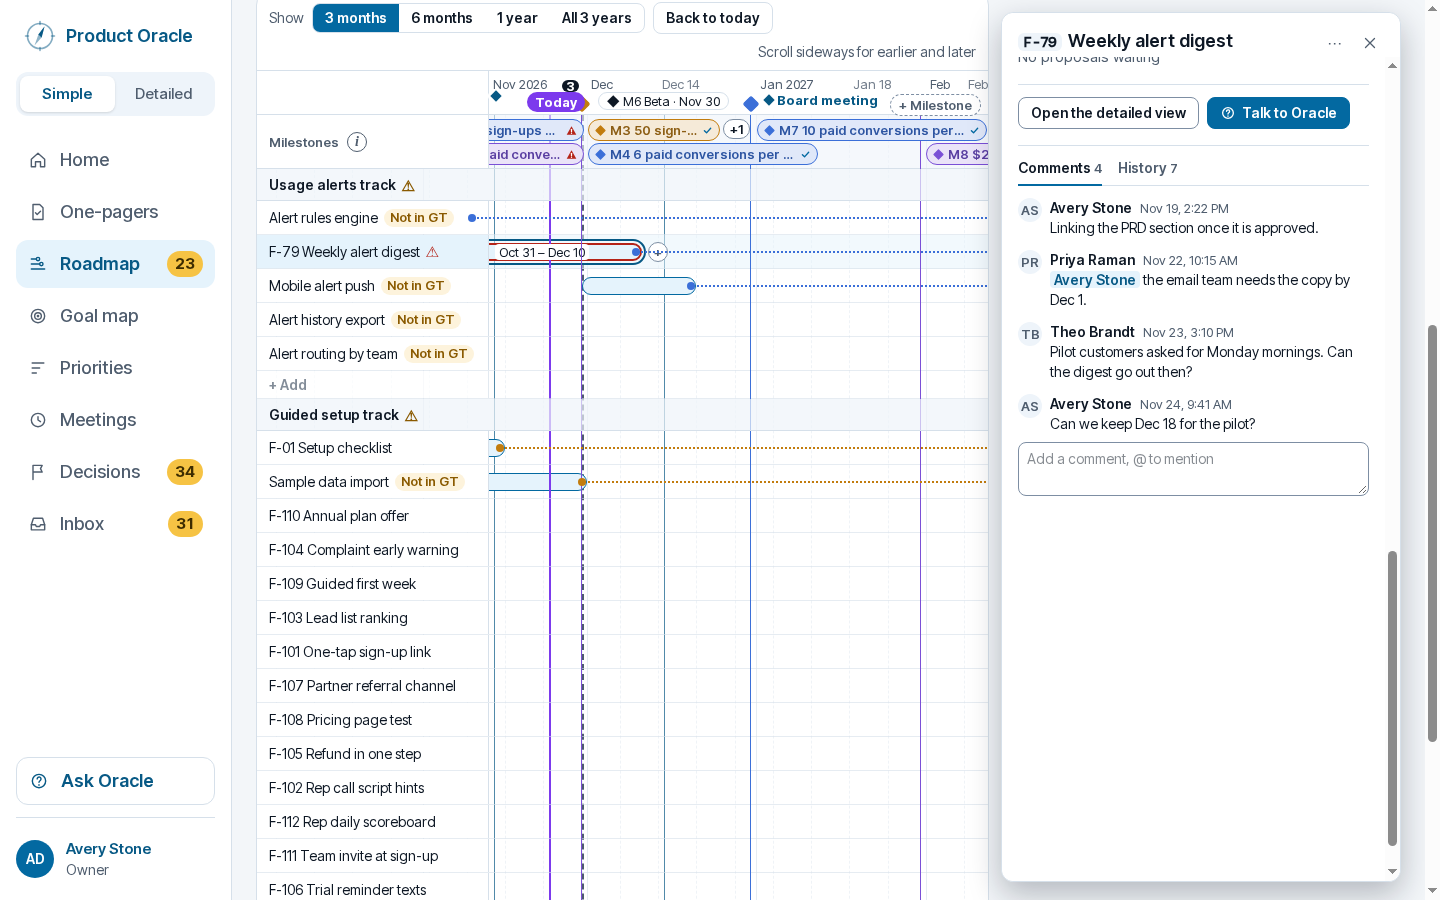 Product Oracle
Simple
Detailed
Home
One-pagers
Roadmap 23
Goal map
Priorities
Meetings
Decisions 34
Inbox 31
Ask Oracle
AD
Avery Stone
Owner
Show
3 months
6 months
1 year
All 3 years
Back to today
Scroll sideways for earlier and later
Nov 2026
3
Dec
Dec 14
Jan 2027
Jan 18
Feb
Feb
Today
M6 Beta · Nov 30
Board meeting
+ Milestone
Milestones i
sign-ups ...
M3 50 sign-...
+1
M7 10 paid conversions per...
aid conve...
M4 6 paid conversions per ...
M8 $2
Usage alerts track
Alert rules engine Not in GT
F-79 Weekly alert digest
Oct 31 – Dec 10
Mobile alert push Not in GT
Alert history export Not in GT
Alert routing by team Not in GT
+ Add
Guided setup track
F-01 Setup checklist
Sample data import Not in GT
F-110 Annual plan offer
F-104 Complaint early warning
F-109 Guided first week
F-103 Lead list ranking
F-101 One-tap sign-up link
F-107 Partner referral channel
F-108 Pricing page test
F-105 Refund in one step
F-102 Rep call script hints
F-112 Rep daily scoreboard
F-111 Team invite at sign-up
F-106 Trial reminder texts
F-79 Weekly alert digest
No proposals waiting
Open the detailed view
Talk to Oracle
Comments 4
History 7
AS Avery Stone Nov 19, 2:22 PM
Linking the PRD section once it is approved.
PR Priya Raman Nov 22, 10:15 AM
Avery Stone the email team needs the copy by
Dec 1.
TB Theo Brandt Nov 23, 3:10 PM
Pilot customers asked for Monday mornings. Can
the digest go out then?
AS Avery Stone Nov 24, 9:41 AM
Can we keep Dec 18 for the pilot?
Add a comment, @ to mention